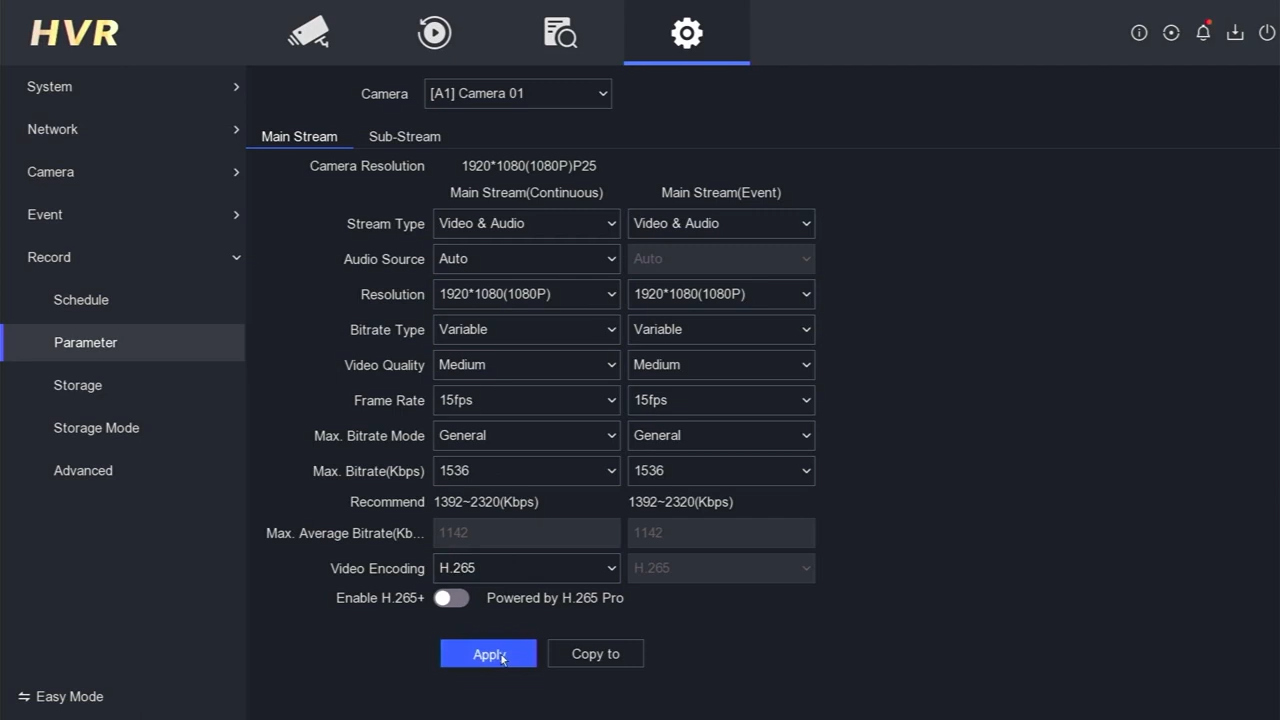 HVR
System
Network
Camera
Event
Record
Schedule
Parameter
Storage
Storage Mode
Advanced
Easy Mode
Camera [A1] Camera 01
Main Stream Sub-Stream
Camera Resolution 1920*1080(1080P)P25
Main Stream(Continuous) Main Stream(Event)
Stream Type Video & Audio Video & Audio
Audio Source Auto Auto
Resolution 1920*1080(1080P) 1920*1080(1080P)
Bitrate Type Variable Variable
Video Quality Medium Medium
Frame Rate 15fps 15fps
Max. Bitrate Mode General General
Max. Bitrate(Kbps) 1536 1536
Recommend 1392~2320(Kbps) 1392~2320(Kbps)
Max. Average Bitrate(Kb... 1142 1142
Video Encoding H.265 H.265
Enable H.265+ Powered by H.265 Pro
Apply Copy to